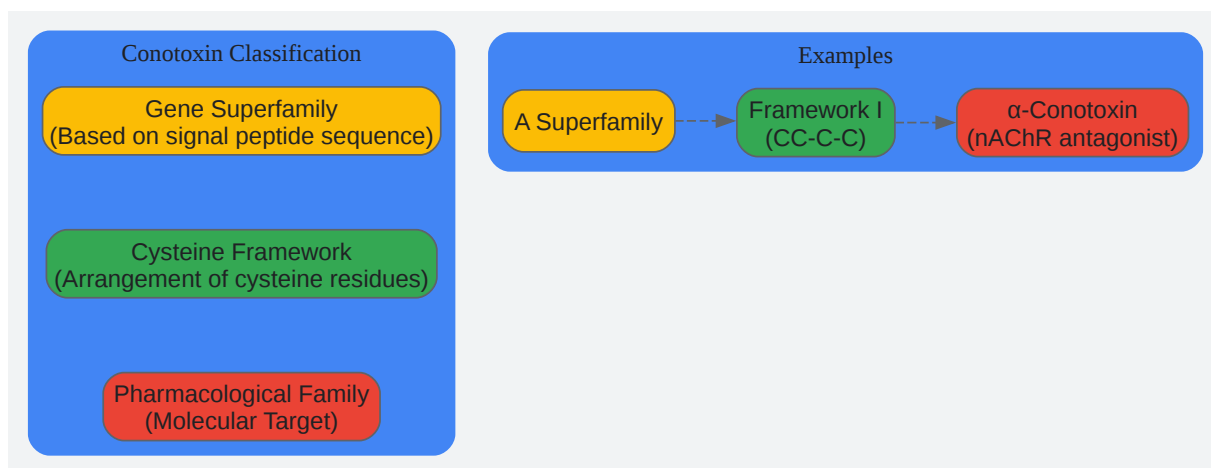 Conotoxin Classification
Gene Superfamily
(Based on signal peptide sequence)
Cysteine Framework
(Arrangement of cysteine residues)
Pharmacological Family
(Molecular Target)
Examples
A Superfamily
Framework I
(CC-C-C)
α-Conotoxin
(nAChR antagonist)